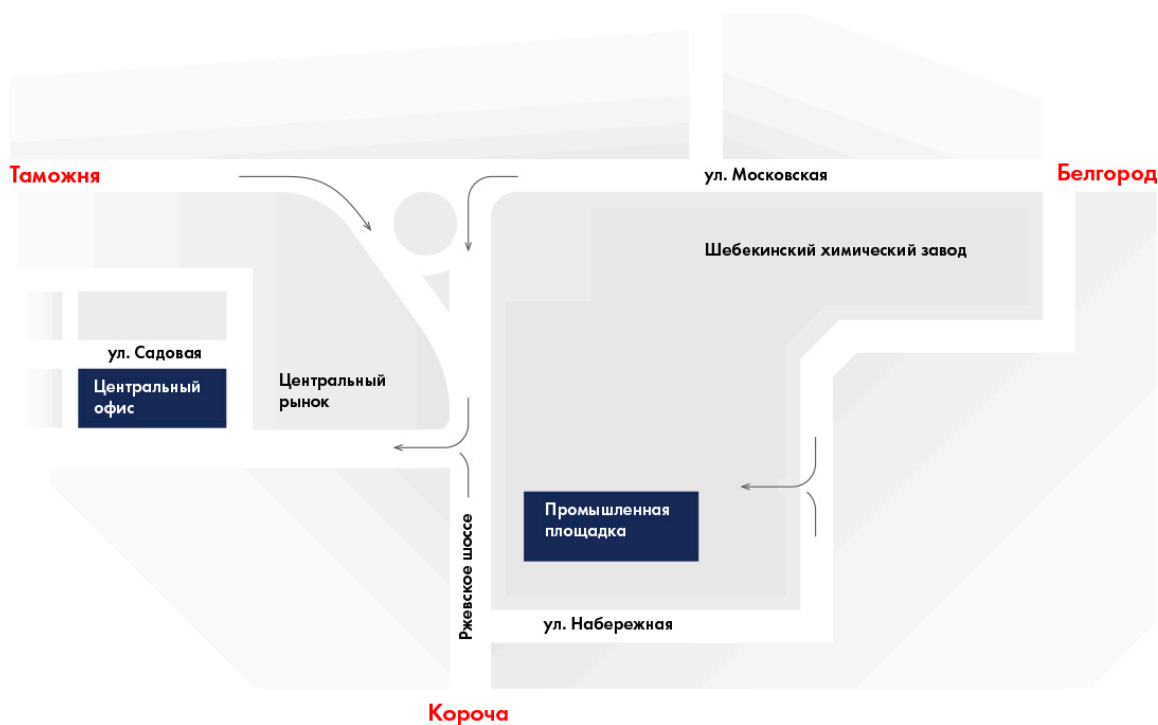 Таможня
ул. Московская
Белгород
Шебекинский химический завод
ул. Садовая
Центральный
офис
Центральный
рынок
Промышленная
площадка
Ржевское шоссе
ул. Набережная
Короча